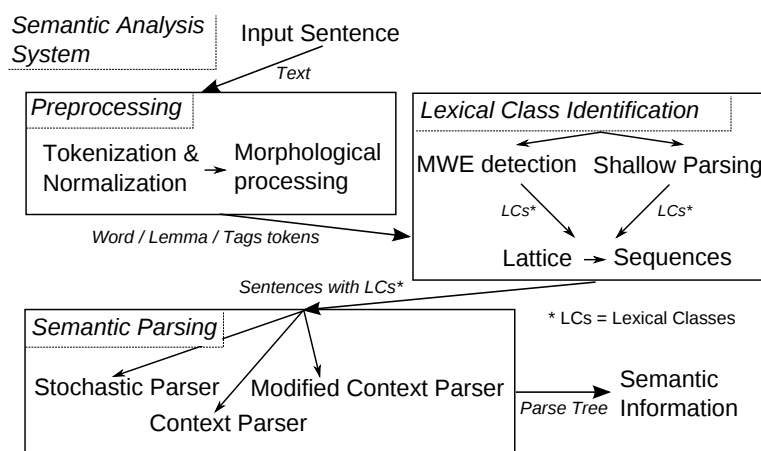 Semantic Analysis
System
Input Sentence
Text
Preprocessing
Tokenization &
Normalization
Morphological
processing
Word / Lemma / Tags tokens
Lexical Class Identification
MWE detection
Shallow Parsing
LCs*
LCs*
Lattice
Sequences
Sentences with LCs*
* LCs = Lexical Classes
Semantic Parsing
Stochastic Parser
Modified Context Parser
Context Parser
Parse Tree
Semantic
Information